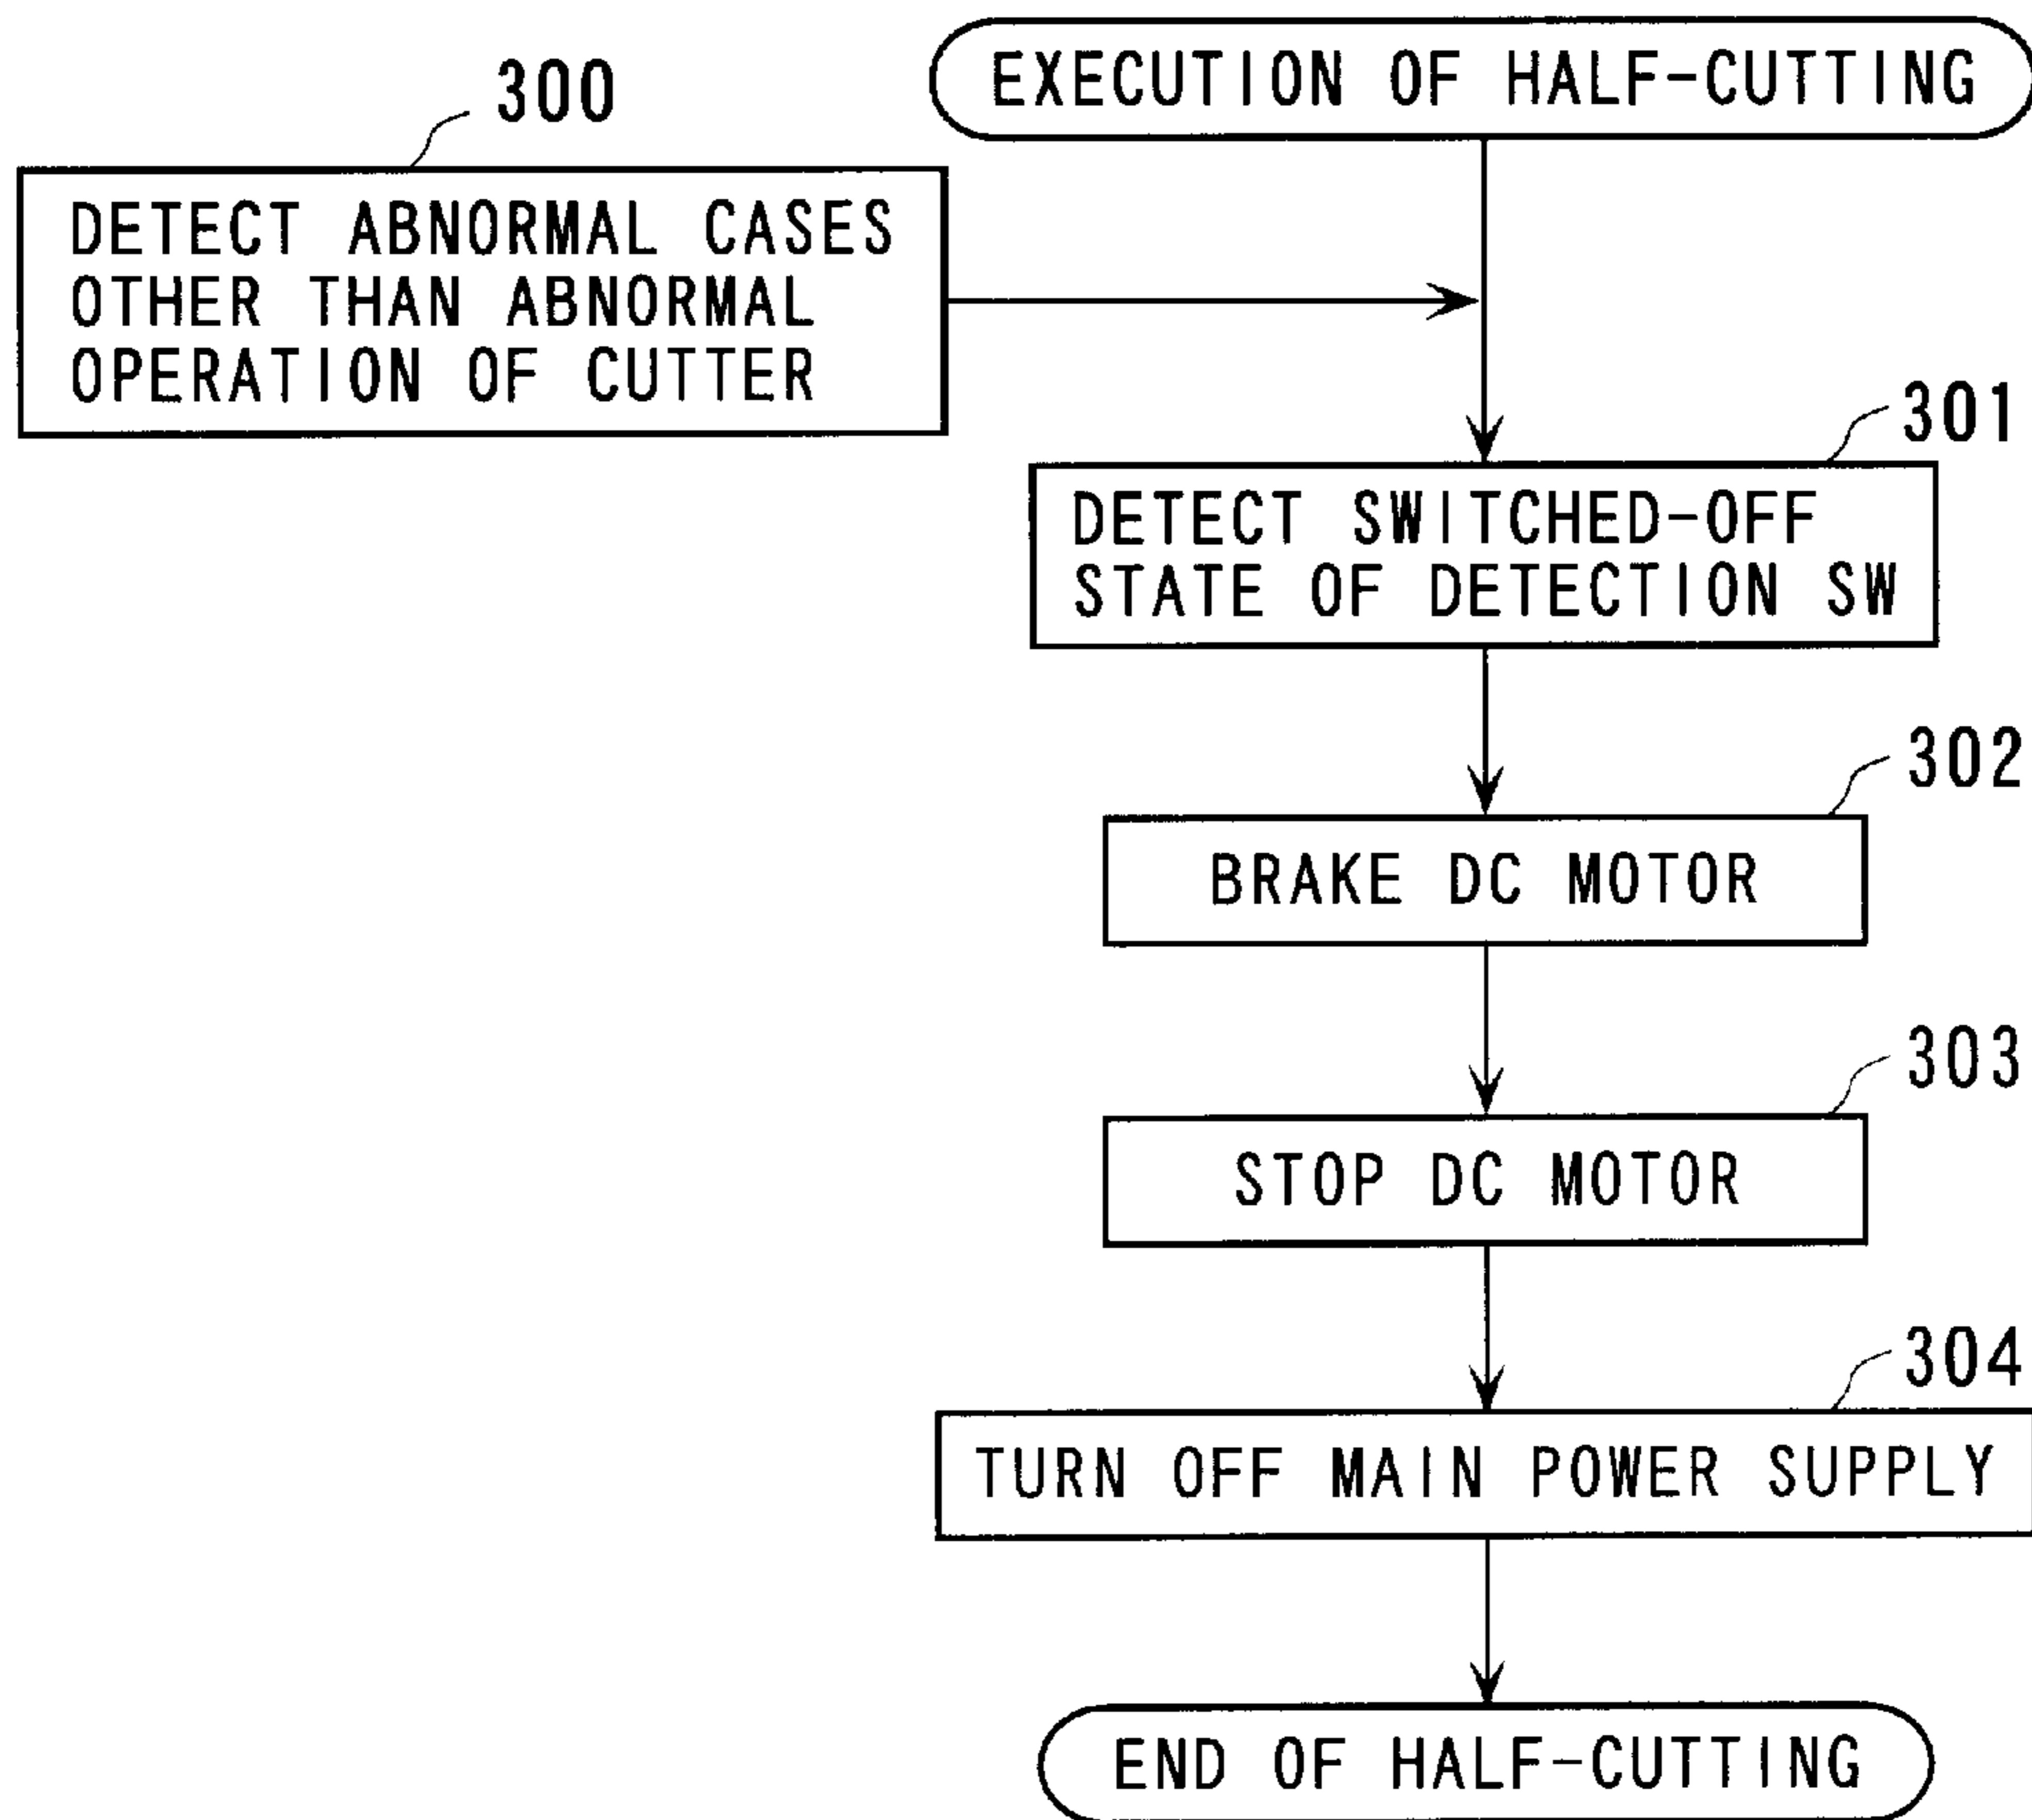 EXECUTION OF HALF-CUTTING
300
DETECT ABNORMAL CASES
OTHER THAN ABNORMAL
OPERATION OF CUTTER
301
DETECT SWITCHED-OFF
STATE OF DETECTION SW
302
BRAKE DC MOTOR
303
STOP DC MOTOR
304
TURN OFF MAIN POWER SUPPLY
END OF HALF-CUTTING